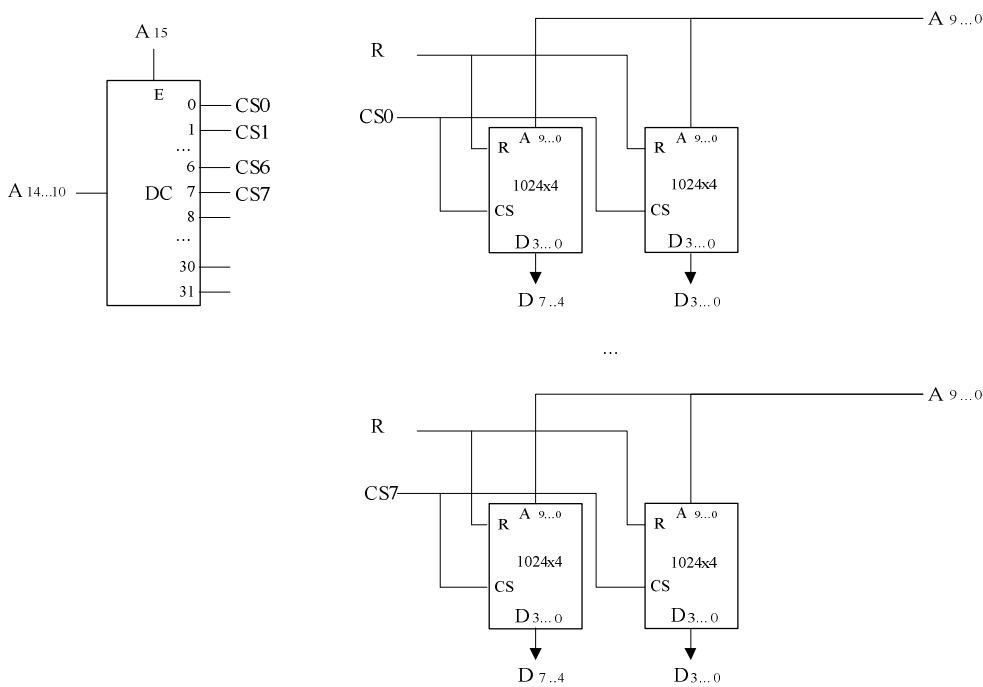 A 15
E
0 CS0
1 CS1
...
6 CS6
A 14...10 DC 7 CS7
8
...
30
31
A 9...0
R
CS0
A 9...0 A 9...0
R R
1024x4 1024x4
CS CS
D 3...0 D 3...0
D 7..4 D 3...0
...
A 9...0
R
CS7
A 9...0 A 9...0
R R
1024x4 1024x4
CS CS
D 3...0 D 3...0
D 7..4 D 3...0